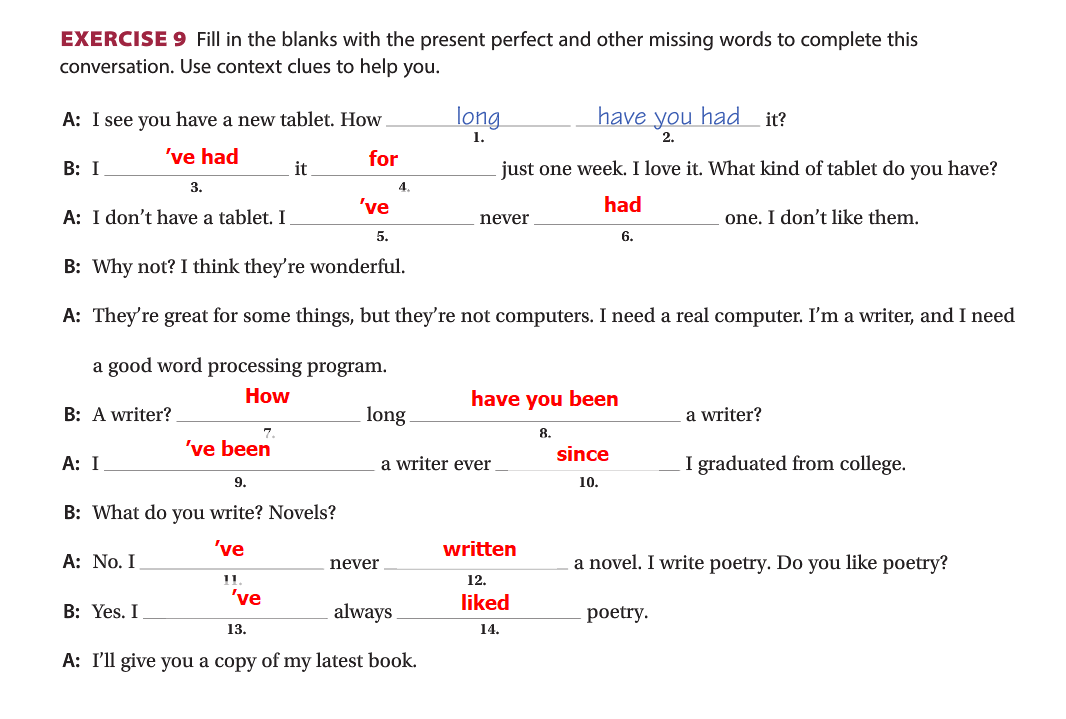 EXERCISE 9 Fill in the blanks with the present perfect and other missing words to complete this
conversation. Use context clues to help you.
A: I see you have a new tablet. How long have you had it?
1. 2.
B: I ’ve had it for just one week. I love it. What kind of tablet do you have?
3. 4.
A: I don’t have a tablet. I ’ve never had one. I don’t like them.
5. 6.
B: Why not? I think they’re wonderful.
A: They’re great for some things, but they’re not computers. I need a real computer. I’m a writer, and I need
a good word processing program.
B: A writer? How long have you been a writer?
7. 8.
A: I ’ve been a writer ever since I graduated from college.
9. 10.
B: What do you write? Novels?
A: No. I ’ve never written a novel. I write poetry. Do you like poetry?
11. 12.
B: Yes. I ’ve always liked poetry.
13. 14.
A: I’ll give you a copy of my latest book.